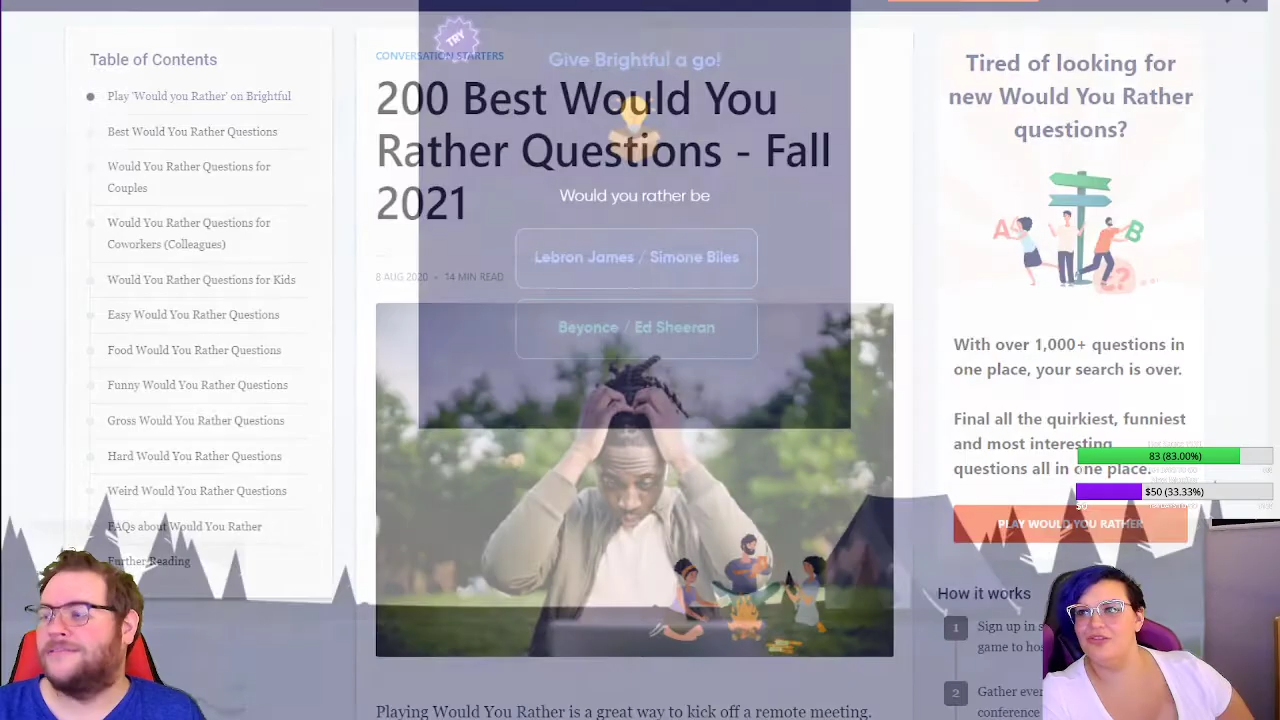 Table of Contents
Play 'Would you Rather' on Brightful
Best Would You Rather Questions
Would You Rather Questions for
Couples
Would You Rather Questions for
Coworkers (Colleagues)
Would You Rather Questions for Kids
Easy Would You Rather Questions
Food Would You Rather Questions
Funny Would You Rather Questions
Gross Would You Rather Questions
Hard Would You Rather Questions
Weird Would You Rather Questions
FAQs about Would You Rather
Further Reading
TRY
CONVERSATION STARTERS
Give Brightful a go!
200 Best Would You
Rather Questions - Fall
2021
Would you rather be
Lebron James / Simone Biles
8 AUG 2020 • 14 MIN READ
Beyonce / Ed Sheeran
Playing Would You Rather is a great way to kick off a remote meeting.
Tired of looking for
new Would You Rather
questions?
A
B
C?
With over 1,000+ questions in
one place, your search is over.
Final all the quirkiest, funniest
and most interesting
questions all in one place.
83 (83.00%)
$50 (33.33%)
$0
PLAY WOULD YOU RATHER
How it works
1
Sign up in s
game to hos
2
Gather ever
conference